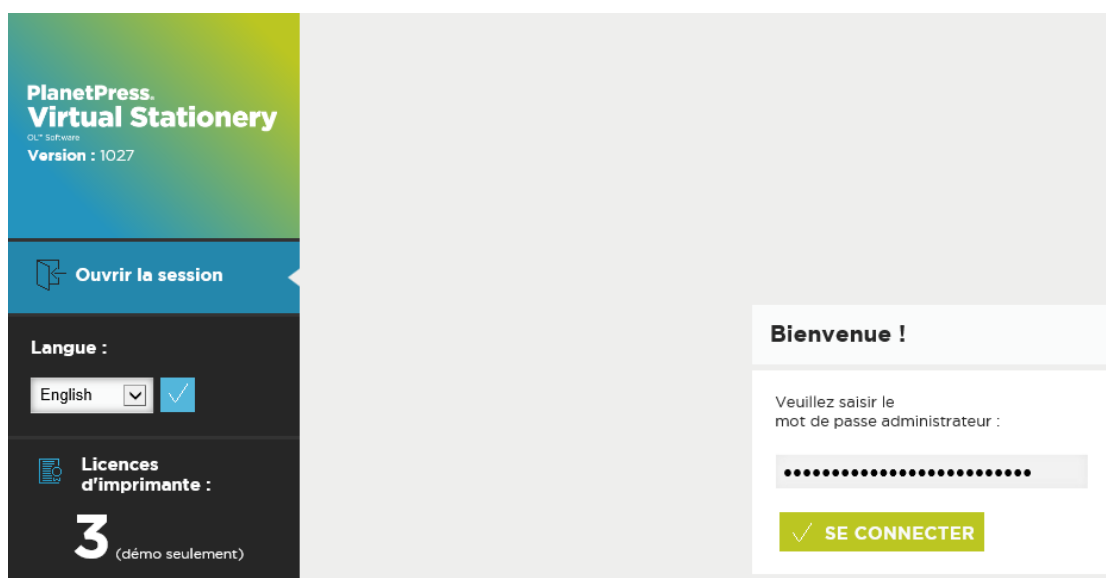 PlanetPress.
Virtual Stationery
OL™ Software
Version : 1027
Ouvrir la session
Langue :
English
Licences
d'imprimante :
3 (démo seulement)
Bienvenue !
Veuillez saisir le
mot de passe administrateur :
••••••••••••••••••••••••••
SE CONNECTER